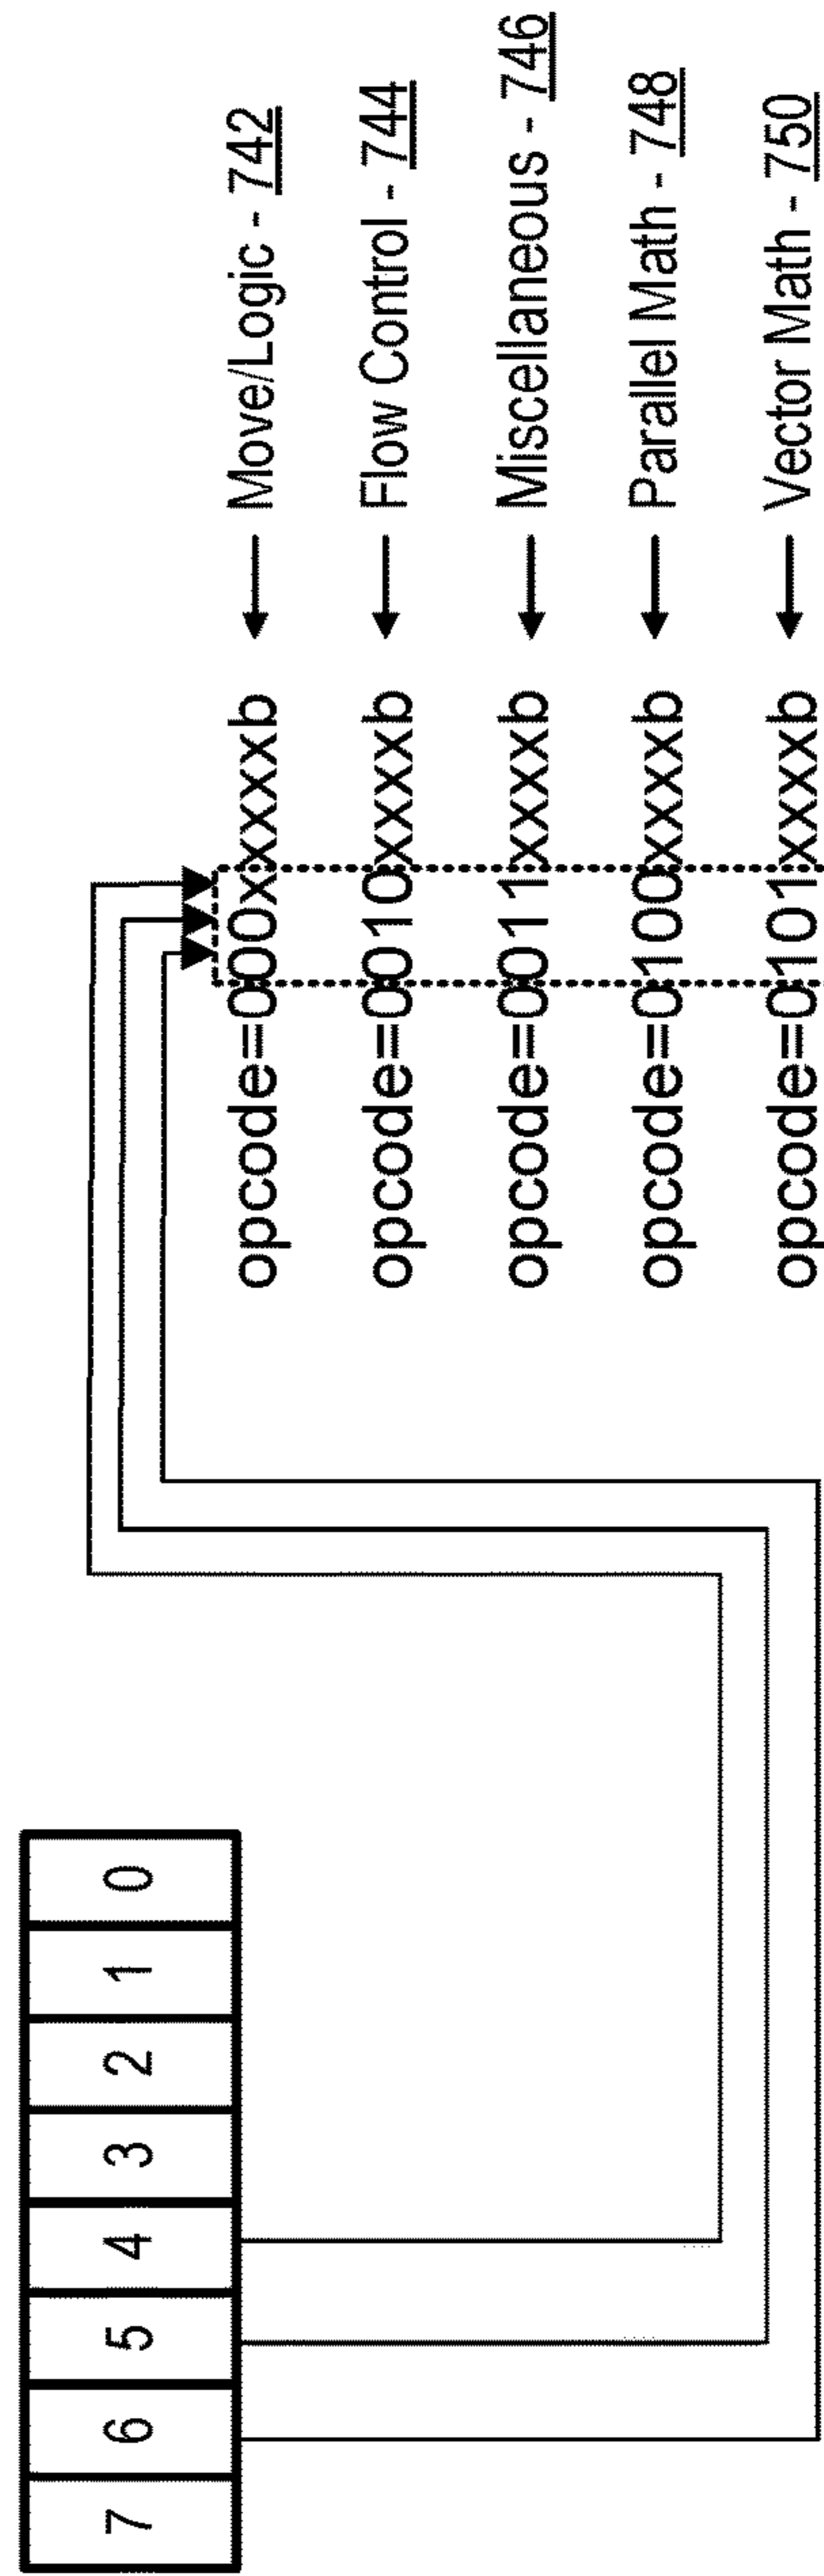 7 6 5 4 3 2 1 0
opcode=000xxxxxb Move/Logic - 742
opcode=0010xxxxb Flow Control - 744
opcode=0011xxxxb Miscellaneous - 746
opcode=0100xxxxb Parallel Math - 748
opcode=0101xxxxb Vector Math - 750